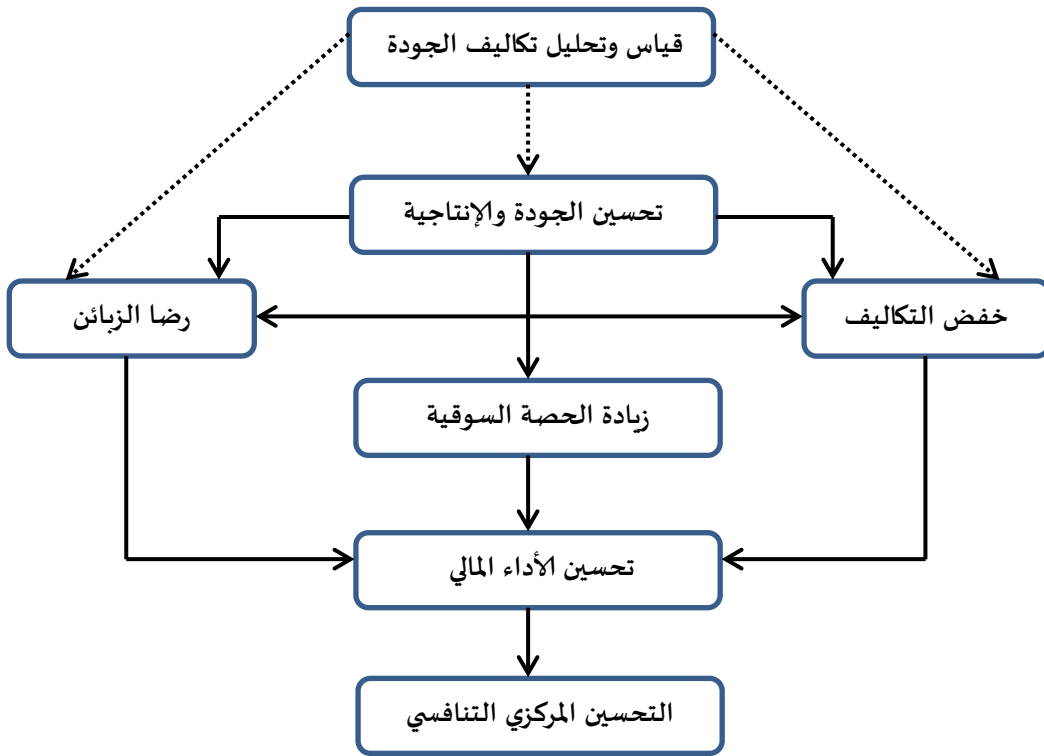 قياس وتحليل تكاليف الجودة
تحسين الجودة والإنتاجية
خفض التكاليف
رضا الزبائن
زيادة الحصة السوقية
تحسين الأداء المالي
التحسين المركزي التنافسي